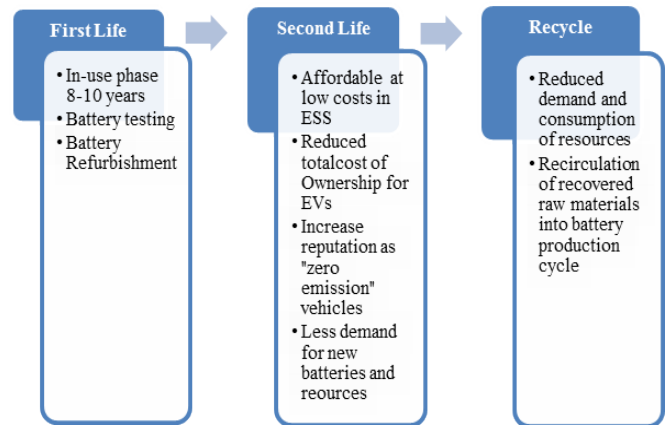 First Life
• In-use phase
8-10 years
• Battery testing
• Battery
Refurbishment
Second Life
• Affordable at
low costs in
ESS
• Reduced
totalcost of
Ownership for
EVs
• Increase
reputation as
"zero
emission"
vehicles
• Less demand
for new
batteries and
reources
Recycle
• Reduced
demand and
consumption
of resources
• Recirculation
of recovered
raw materials
into battery
production
cycle